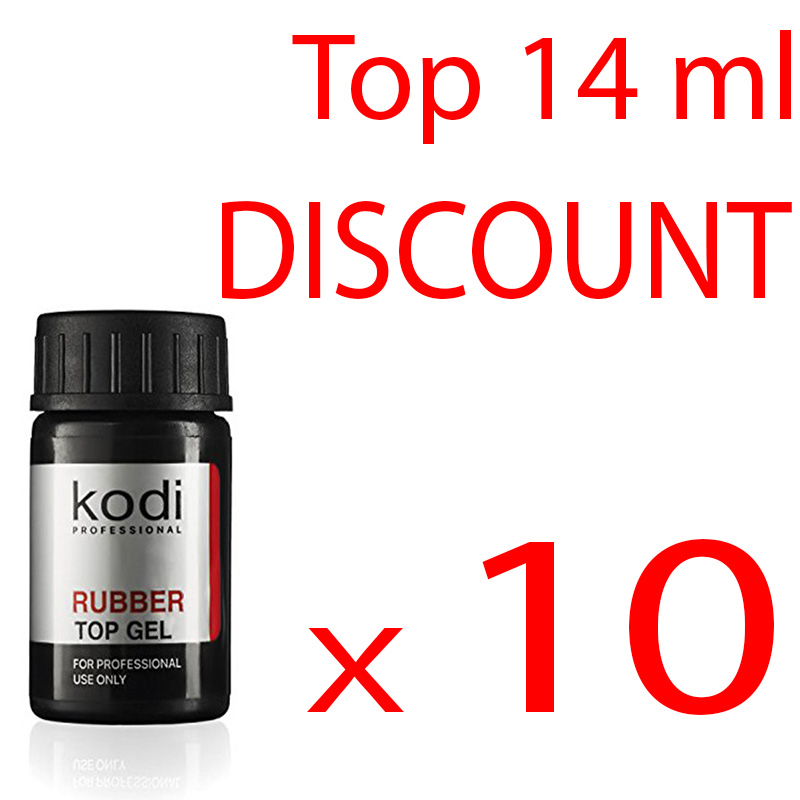 Top 14 ml
DISCOUNT
kodi
PROFESSIONAL
RUBBER
TOP GEL
FOR PROFESSIONAL
USE ONLY
x 10